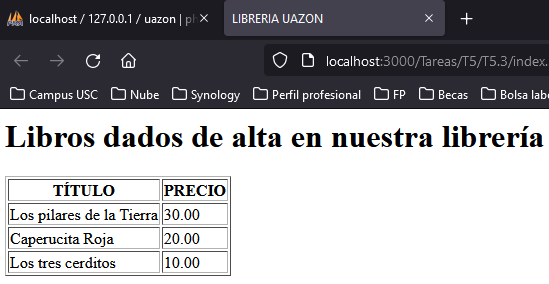 localhost / 127.0.0.1 / uazon | ph
LIBRERIA UAZON
localhost:3000/Tareas/T5/T5.3/index.
Campus USC Nube Synology Perfil profesional FP Becas Bolsa labo
Libros dados de alta en nuestra librería
TÍTULO PRECIO
Los pilares de la Tierra 30.00
Caperucita Roja 20.00
Los tres cerditos 10.00